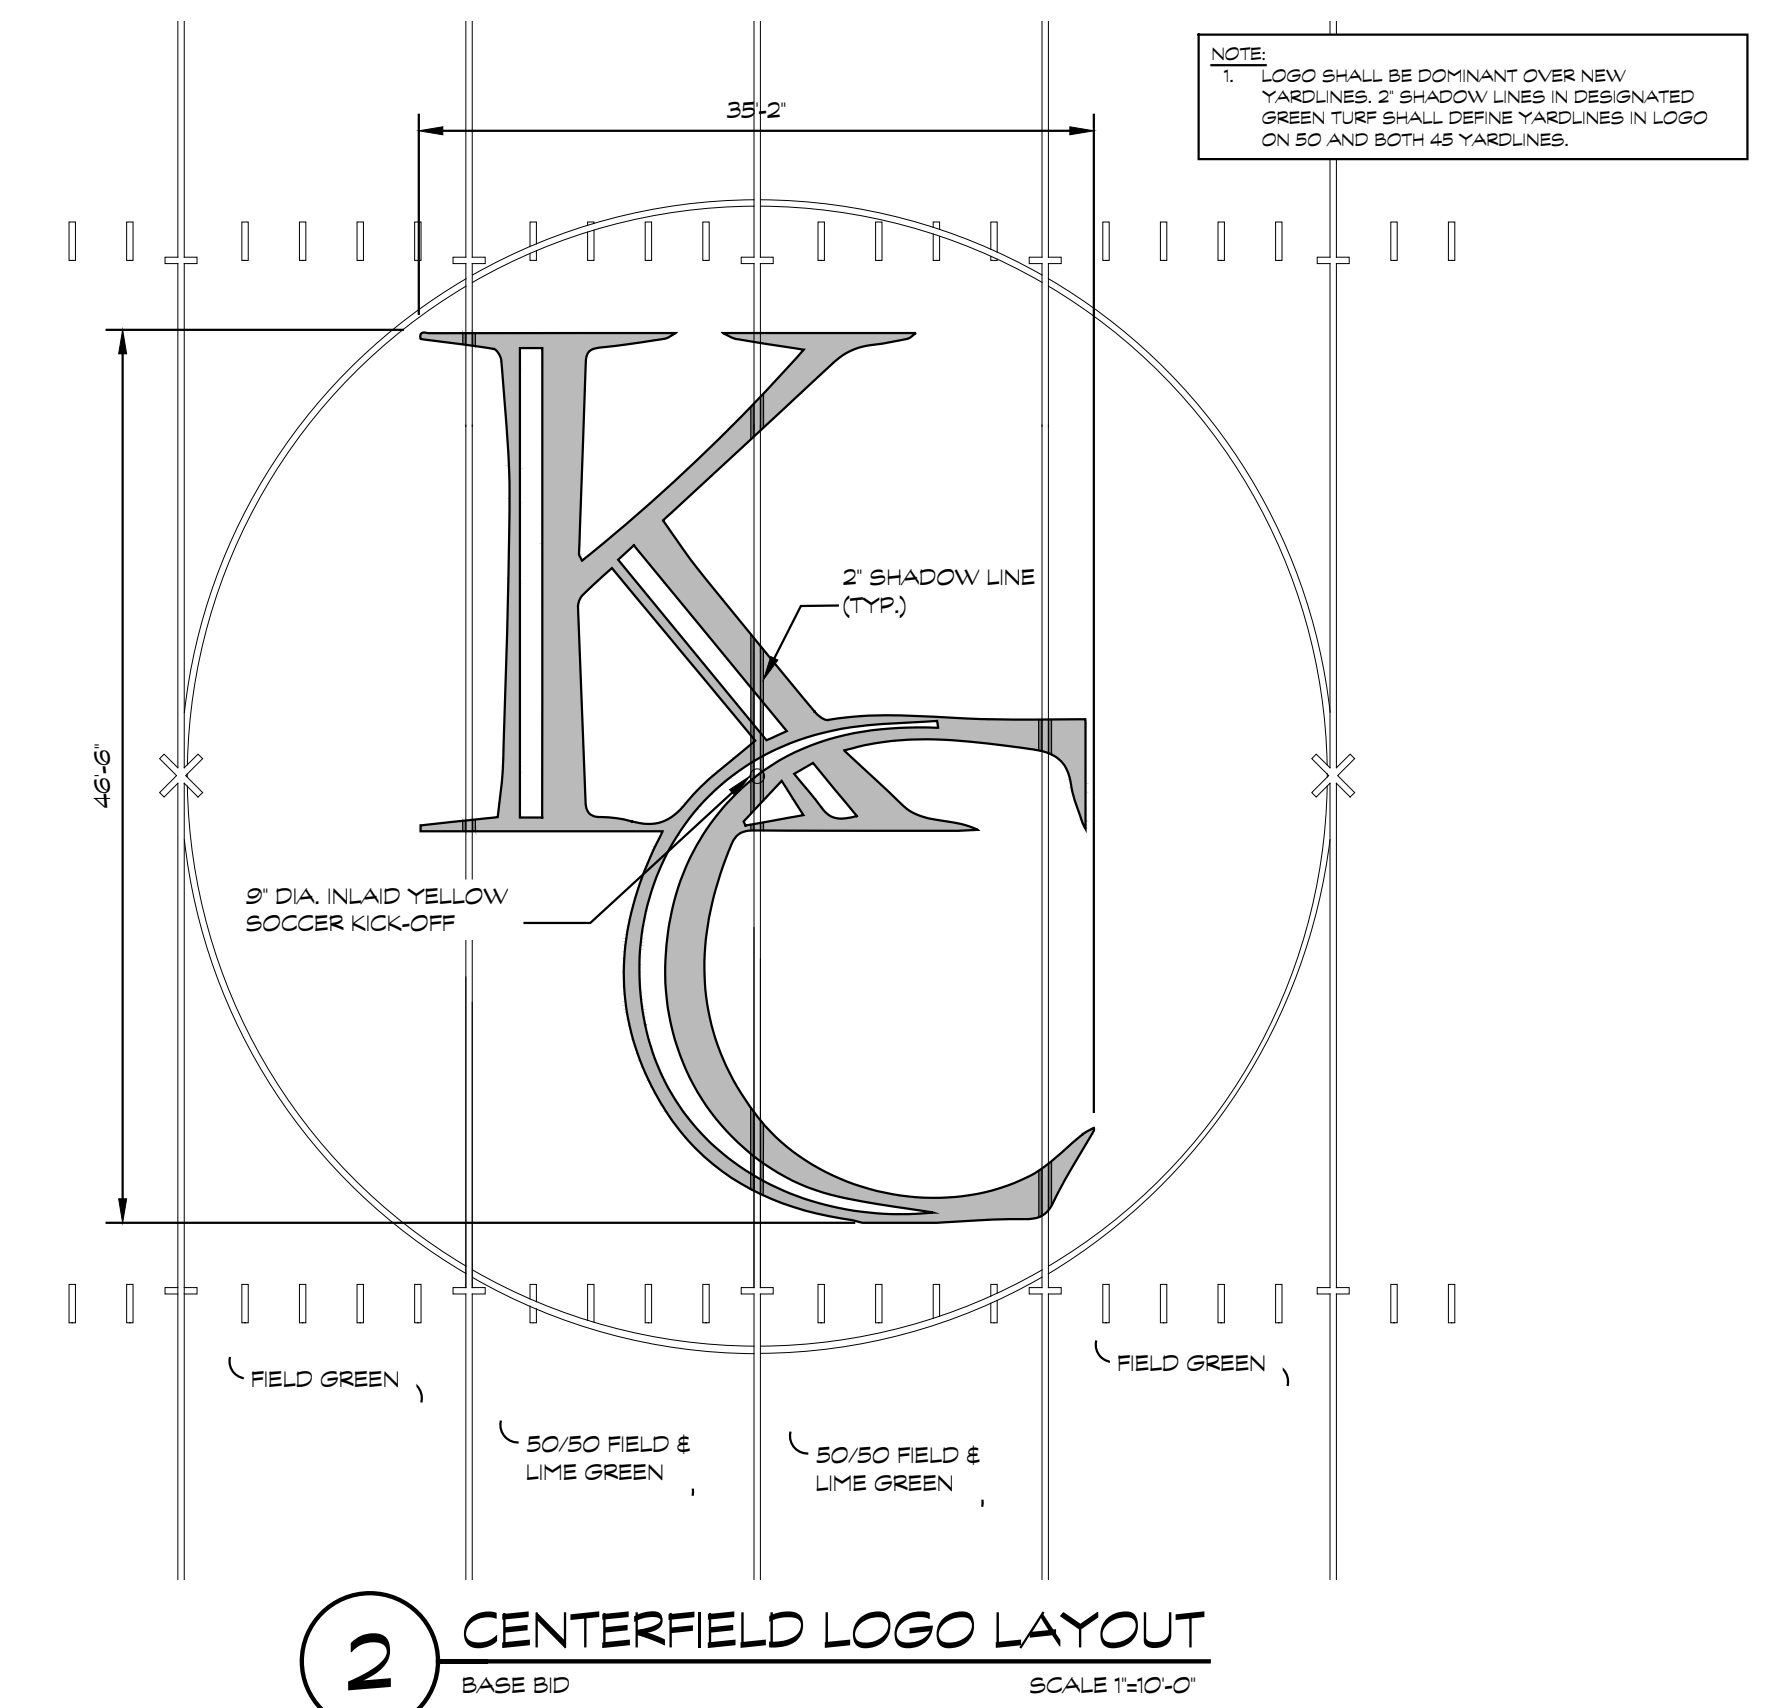 NOTE:
1. LOGO SHALL BE DOMINANT OVER NEW
YARDLINES. 2" SHADOW LINES IN DESIGNATED
GREEN TURF SHALL DEFINE YARDLINES IN LOGO
ON 50 AND BOTH 45 YARDLINES.
35'-2"
46'-6"
KC
2" SHADOW LINE
(TYP.)
9" DIA. INLAID YELLOW
SOCCER KICK-OFF
FIELD GREEN
FIELD GREEN
50/50 FIELD &
LIME GREEN
50/50 FIELD &
LIME GREEN
2
CENTERFIELD LOGO LAYOUT
BASE BID
SCALE 1"=10'-0"